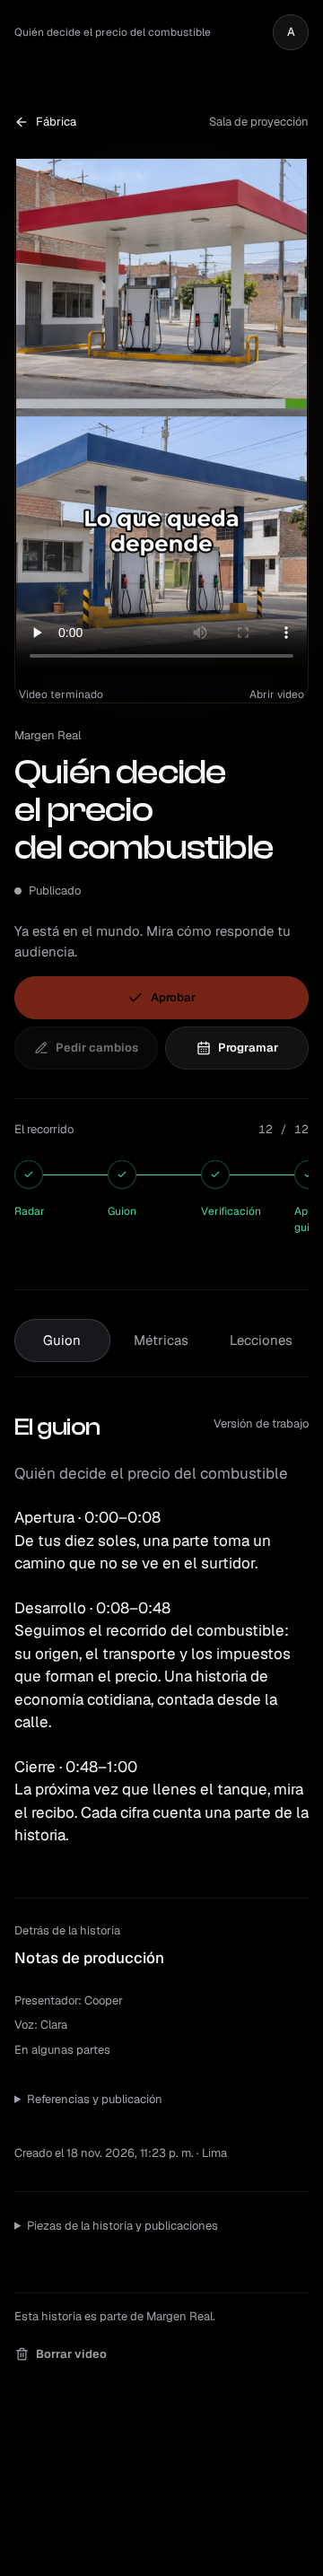 Quién decide el precio del combustible
A
Fábrica
Sala de proyección
Lo que queda
depende
0:00
Video terminado
Abrir video
Margen Real
Quién decide
el precio
del combustible
Publicado
Ya está en el mundo. Mira cómo responde tu
audiencia.
Aprobar
Pedir cambios
Programar
El recorrido
12 / 12
Radar
Guion
Verificación
Ap
gui
Guion
Métricas
Lecciones
El guion
Versión de trabajo
Quién decide el precio del combustible
Apertura · 0:00–0:08
De tus diez soles, una parte toma un
camino que no se ve en el surtidor.
Desarrollo · 0:08–0:48
Seguimos el recorrido del combustible:
su origen, el transporte y los impuestos
que forman el precio. Una historia de
economía cotidiana, contada desde la
calle.
Cierre · 0:48–1:00
La próxima vez que llenes el tanque, mira
el recibo. Cada cifra cuenta una parte de la
historia.
Detrás de la historia
Notas de producción
Presentador: Cooper
Voz: Clara
En algunas partes
Referencias y publicación
Creado el 18 nov. 2026, 11:23 p. m. · Lima
Piezas de la historia y publicaciones
Esta historia es parte de Margen Real.
Borrar video